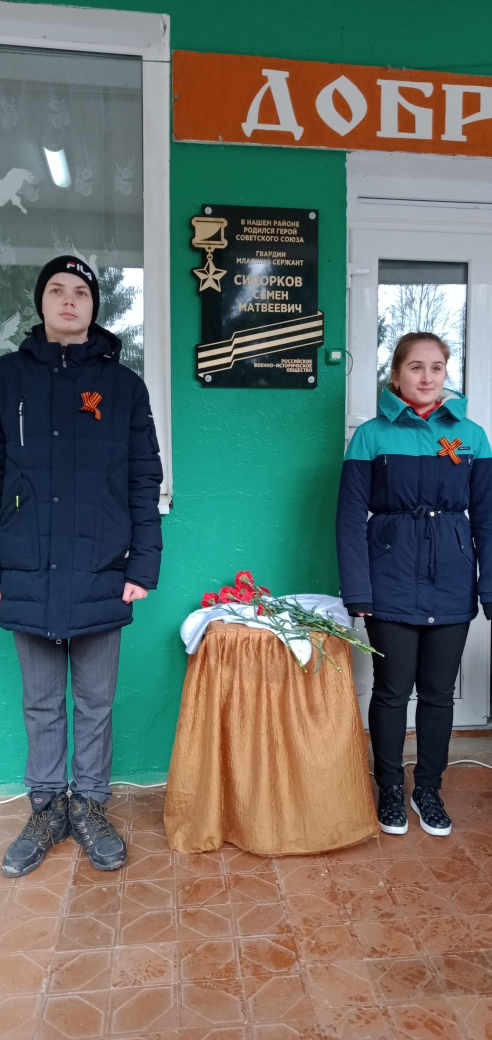 ДОБР
В НАШЕМ РАЙОНЕ
РОДИЛСЯ ГЕРОЙ
СОВЕТСКОГО СОЮЗА
ГВАРДИИ
МЛАДШИЙ СЕРЖАНТ
СИДОРКОВ
СЕМЕН
МАТВЕЕВИЧ
РОССИЙСКОЕ
ВОЕННО-ИСТОРИЧЕСКОЕ
ОБЩЕСТВО
FILA